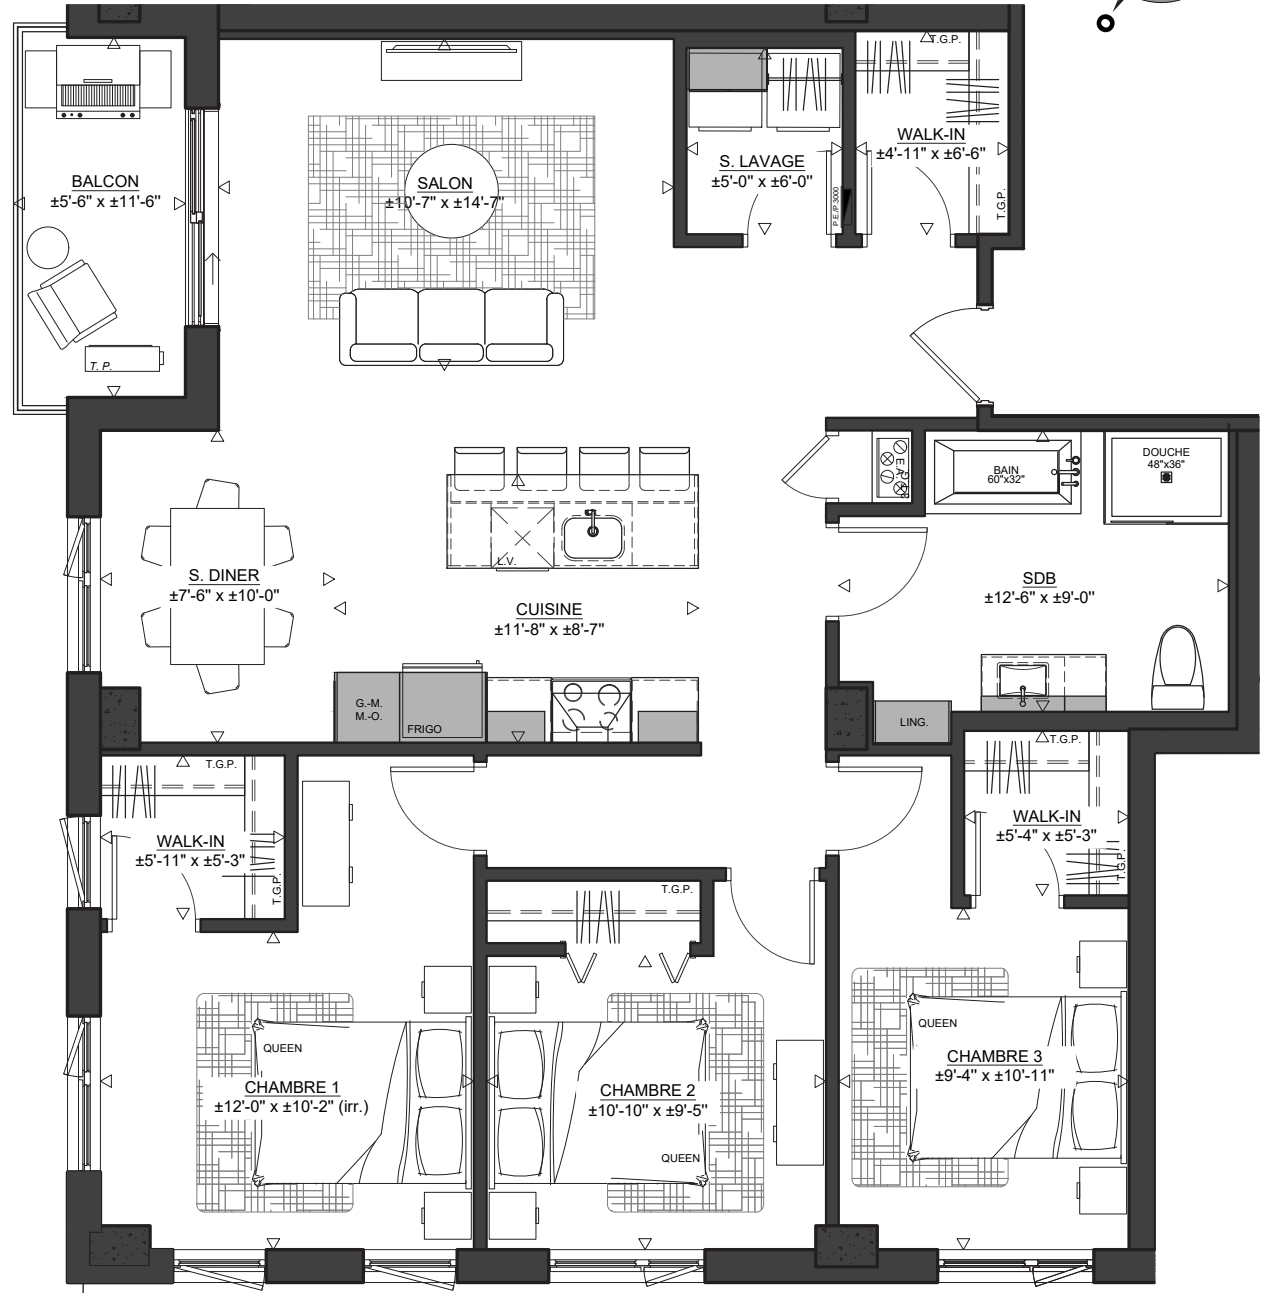 T.G.P.
WALK-IN
±4'-11" x ±6'-6"
T.G.P.
S. LAVAGE
±5'-0" x ±6'-0"
P.E./P.3000
BALCON
±5'-6" x ±11'-6"
T. P.
SALON
±10'-7" x ±14'-7"
BAIN
60"x32"
DOUCHE
48"x36"
L.V.
S. DINER
±7'-6" x ±10'-0"
CUISINE
±11'-8" x ±8'-7"
SDB
±12'-6" x ±9'-0"
G.-M.
M.-O.
FRIGO
LING.
T.G.P.
WALK-IN
±5'-11" x ±5'-3"
T.G.P.
T.G.P.
WALK-IN
±5'-4" x ±5'-3"
T.G.P.
T.G.P.
QUEEN
CHAMBRE 1
±12'-0" x ±10'-2" (irr.)
CHAMBRE 2
±10'-10" x ±9'-5"
QUEEN
QUEEN
CHAMBRE 3
±9'-4" x ±10'-11"